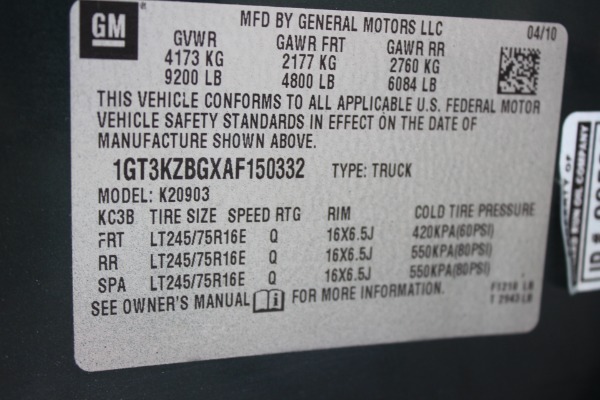 GM
MFD BY GENERAL MOTORS LLC
04/10
GVWR GAWR FRT GAWR RR
4173 KG 2177 KG 2760 KG
9200 LB 4800 LB 6084 LB
THIS VEHICLE CONFORMS TO ALL APPLICABLE U.S. FEDERAL MOTOR
VEHICLE SAFETY STANDARDS IN EFFECT ON THE DATE OF
MANUFACTURE SHOWN ABOVE.
1GT3KZBGXAF150332 TYPE: TRUCK
MODEL: K20903
KC3B TIRE SIZE SPEED RTG RIM COLD TIRE PRESSURE
FRT LT245/75R16E Q 16X6.5J 420KPA(60PSI)
RR LT245/75R16E Q 16X6.5J 550KPA(80PSI)
SPA LT245/75R16E Q 16X6.5J 550KPA(80PSI)
SEE OWNER'S MANUAL FOR MORE INFORMATION.
F1218 LB
T 2943 LB
OIL COMPANY
ID #